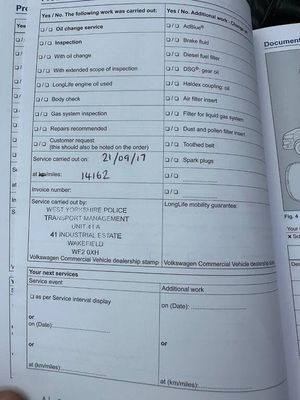 Yes / No. The following work was carried out:
Yes / No. Additional work -
❑ / ❑ Oil change service
❑ / ❑ AdBlue®
❑ / ❑ Inspection
❑ / ❑ Brake fluid
❑ / ❑ With oil change
❑ / ❑ Diesel fuel filter
❑ / ❑ With extended scope of inspection
❑ / ❑ DSG®: gear oil
❑ / ❑ LongLife engine oil used
❑ / ❑ Haldex coupling: oil
❑ / ❑ Body check
❑ / ❑ Air filter insert
❑ / ❑ Gas system inspection
❑ / ❑ Filter for liquid gas system
❑ / ❑ Repairs recommended
❑ / ❑ Dust and pollen filter insert
❑ / ❑ Customer request
(this should also be noted on the order)
❑ / ❑ Toothed belt
Service carried out on: 21/09/17
❑ / ❑ Spark plugs
at km/miles: 14162
❑ / ❑
Invoice number:
❑ / ❑
Service carried out by:
LongLife mobility guarantee:
WEST YORKSHIRE POLICE
TRANSPORT MANAGEMENT
UNIT 41A
41 INDUSTRIAL ESTATE
WAKEFIELD
WF2 0XH
Volkswagen Commercial Vehicle dealership stamp
Volkswagen Commercial Vehicle dealership
Your next services
Service event
Additional work
❑ as per Service interval display
on (Date):
or
on (Date):
or
or
at (km/miles):
at (km/miles):
Document
Fig. 4